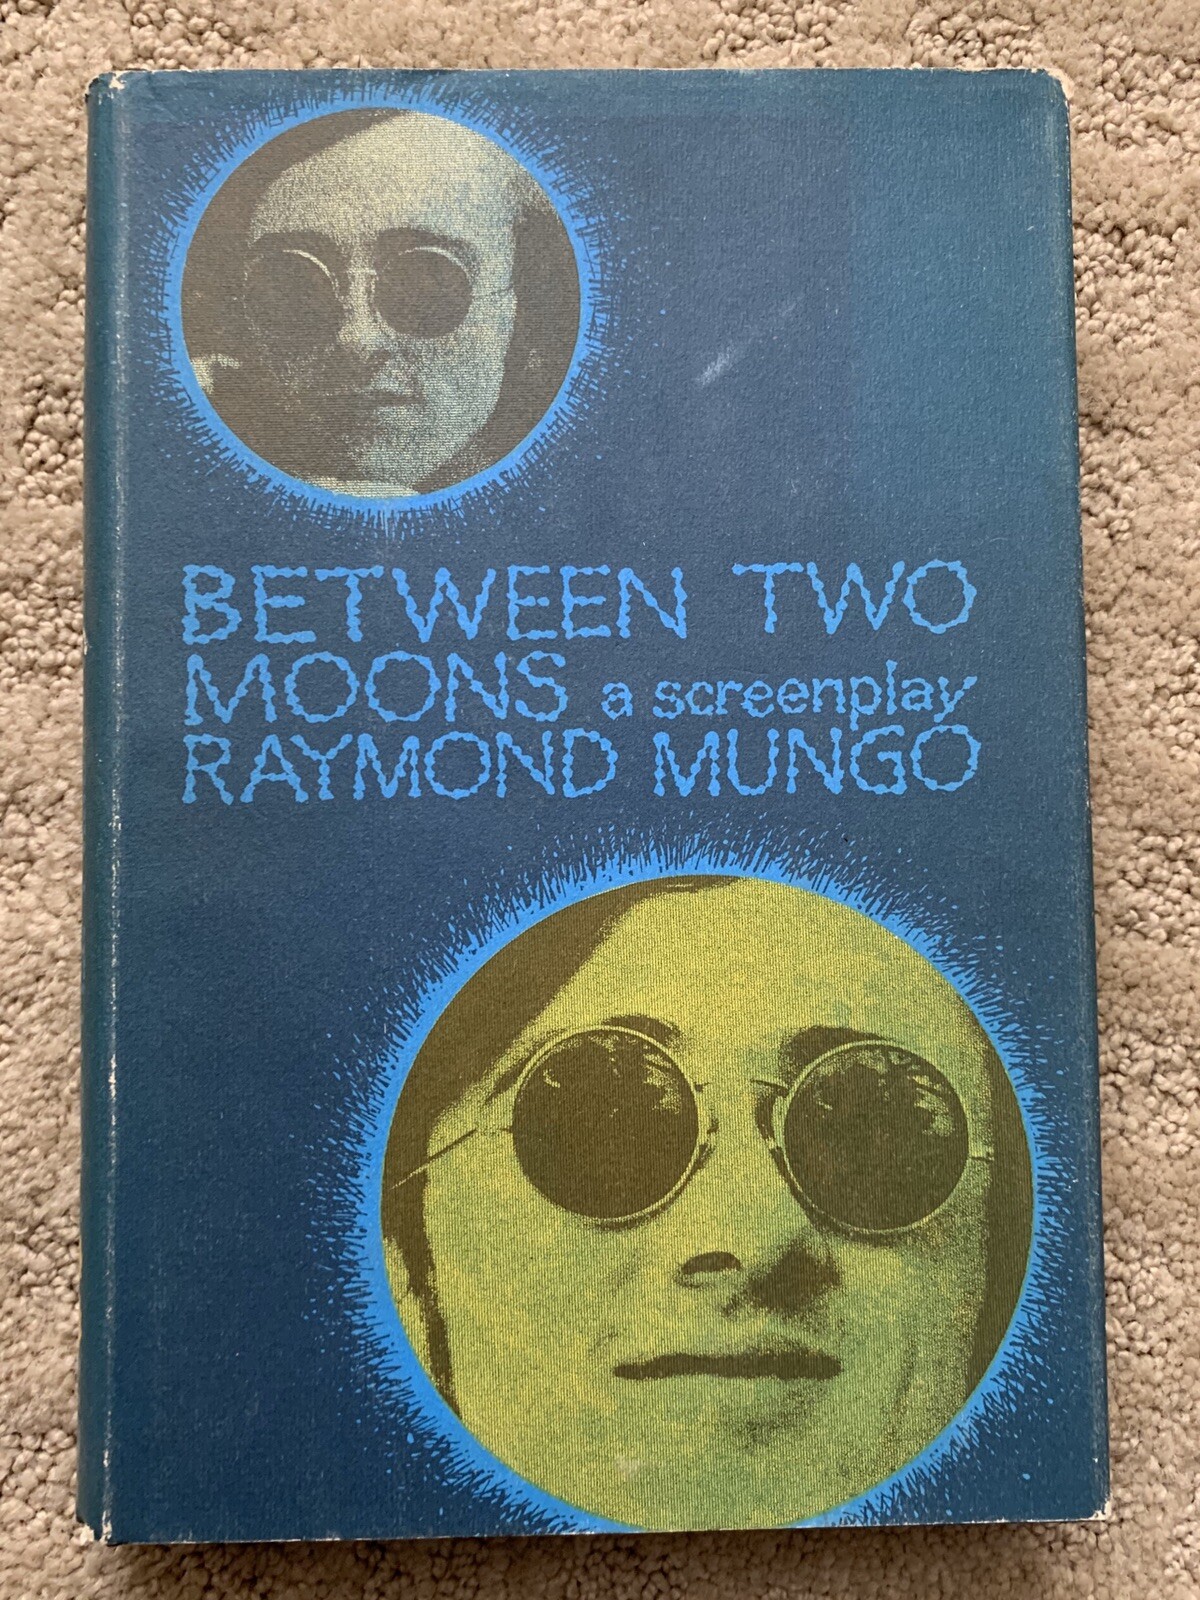 BETWEEN TWO
MOONS a screenplay
RAYMOND MUNGO